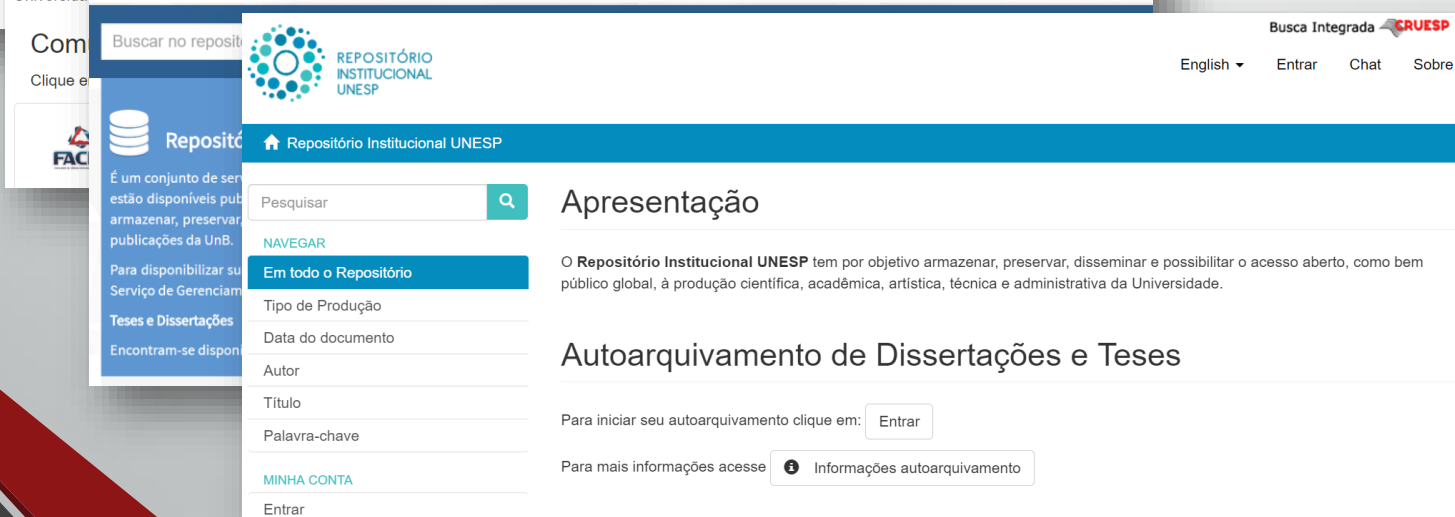 Com
Clique e
FAC
Buscar no reposit
Repositó
É um conjunto de ser
estão disponíveis pub
armazenar, preservar,
publicações da UnB.
Para disponibilizar su
Serviço de Gerenciam
Teses e Dissertações
Encontram-se disponí
REPOSITÓRIO
INSTITUCIONAL
UNESP
Busca Integrada CRUESP
English Entrar Chat Sobre
Repositório Institucional UNESP
Pesquisar
NAVEGAR
Em todo o Repositório
Tipo de Produção
Data do documento
Autor
Título
Palavra-chave
MINHA CONTA
Entrar
Apresentação
O Repositório Institucional UNESP tem por objetivo armazenar, preservar, disseminar e possibilitar o acesso aberto, como bem
público global, à produção científica, acadêmica, artística, técnica e administrativa da Universidade.
Autoarquivamento de Dissertações e Teses
Para iniciar seu autoarquivamento clique em: Entrar
Para mais informações acesse Informações autoarquivamento